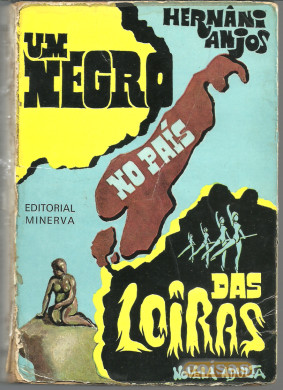 HERNÂNI
ANJOS
UM
NEGRO
NO PAÍS
EDITORIAL
MINERVA
DAS
LOIRAS